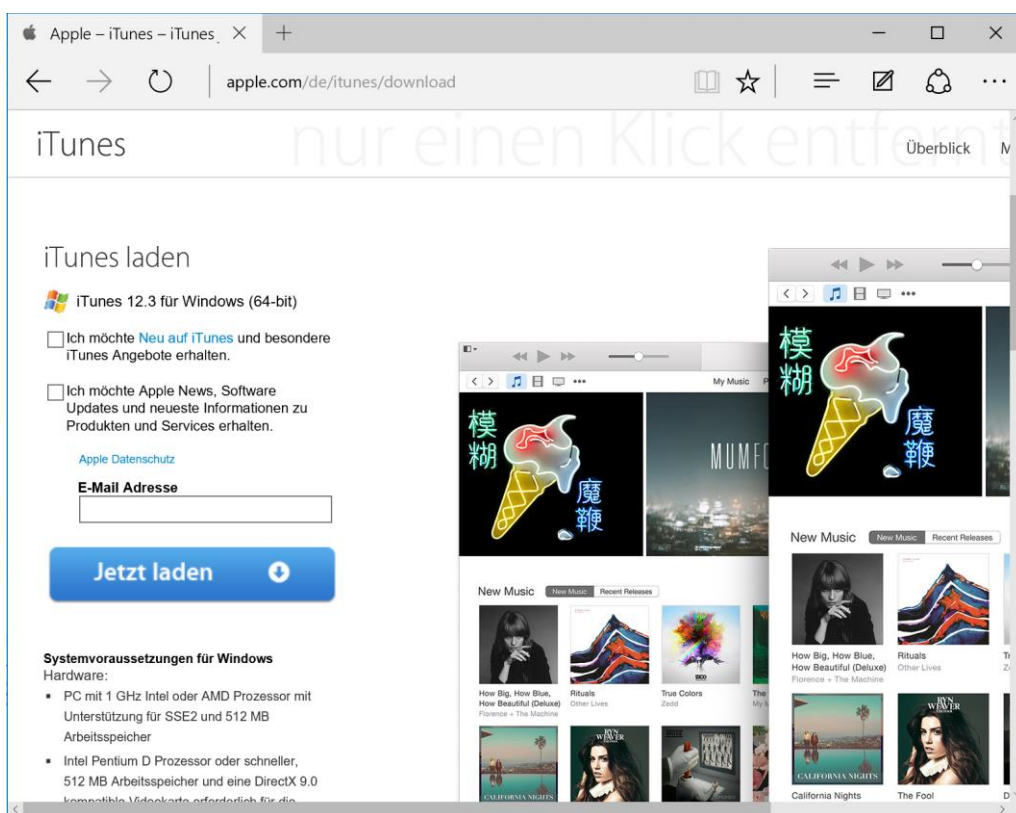 Apple – iTunes – iTunes
apple.com/de/itunes/download
iTunes
nur einen Klick entfernt
Überblick
iTunes laden
iTunes 12.3 für Windows (64-bit)
Ich möchte Neu auf iTunes und besondere
iTunes Angebote erhalten.
Ich möchte Apple News, Software
Updates und neueste Informationen zu
Produkten und Services erhalten.
Apple Datenschutz
E-Mail Adresse
Jetzt laden
Systemvoraussetzungen für Windows
Hardware:
PC mit 1 GHz Intel oder AMD Prozessor mit
Unterstützung für SSE2 und 512 MB
Arbeitsspeicher
Intel Pentium D Prozessor oder schneller,
512 MB Arbeitsspeicher und eine DirectX 9.0
kompatible Videokarte erforderlich für die
My Music
模糊
魔鞭
MUMFO
New Music
New Music
Recent Releases
How Big, How Blue,
How Beautiful (Deluxe)
Florence + The Machine
Rituals
Other Lives
True Colors
Zedd
The
CALIFORNIA NIGHTS
RYN
WEAVER
模糊
魔鞭
New Music
New Music
Recent Releases
How Big, How Blue,
How Beautiful (Deluxe)
Florence + The Machine
Rituals
Other Lives
CALIFORNIA NIGHTS
RYN
WEAVER
California Nights
The Fool